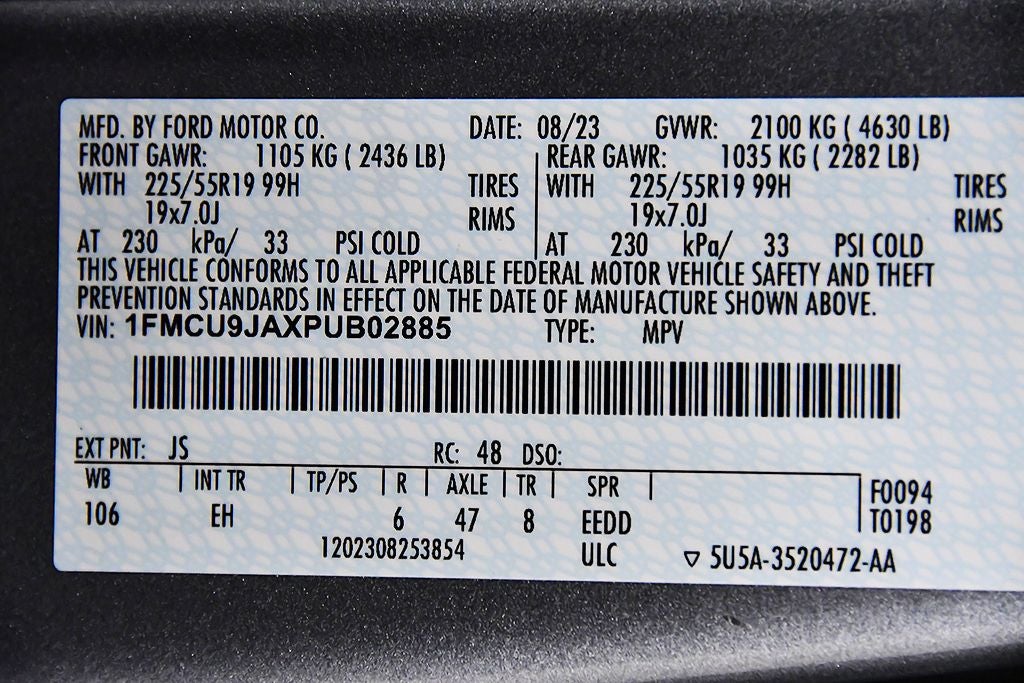 MFD. BY FORD MOTOR CO. DATE: 08/23 GVWR: 2100 KG ( 4630 LB)
FRONT GAWR: 1105 KG ( 2436 LB) REAR GAWR: 1035 KG ( 2282 LB)
WITH 225/55R19 99H TIRES WITH 225/55R19 99H TIRES
19x7.0J RIMS 19x7.0J RIMS
AT 230 kPa/ 33 PSI COLD AT 230 kPa/ 33 PSI COLD
THIS VEHICLE CONFORMS TO ALL APPLICABLE FEDERAL MOTOR VEHICLE SAFETY AND THEFT
PREVENTION STANDARDS IN EFFECT ON THE DATE OF MANUFACTURE SHOWN ABOVE.
VIN: 1FMCU9JAXPUB02885 TYPE: MPV
EXT PNT: JS RC: 48 DSO:
WB INT TR TP/PS R AXLE TR SPR F0094
106 EH 6 47 8 EEDD T0198
1202308253854 ULC ▽ 5U5A-3520472-AA